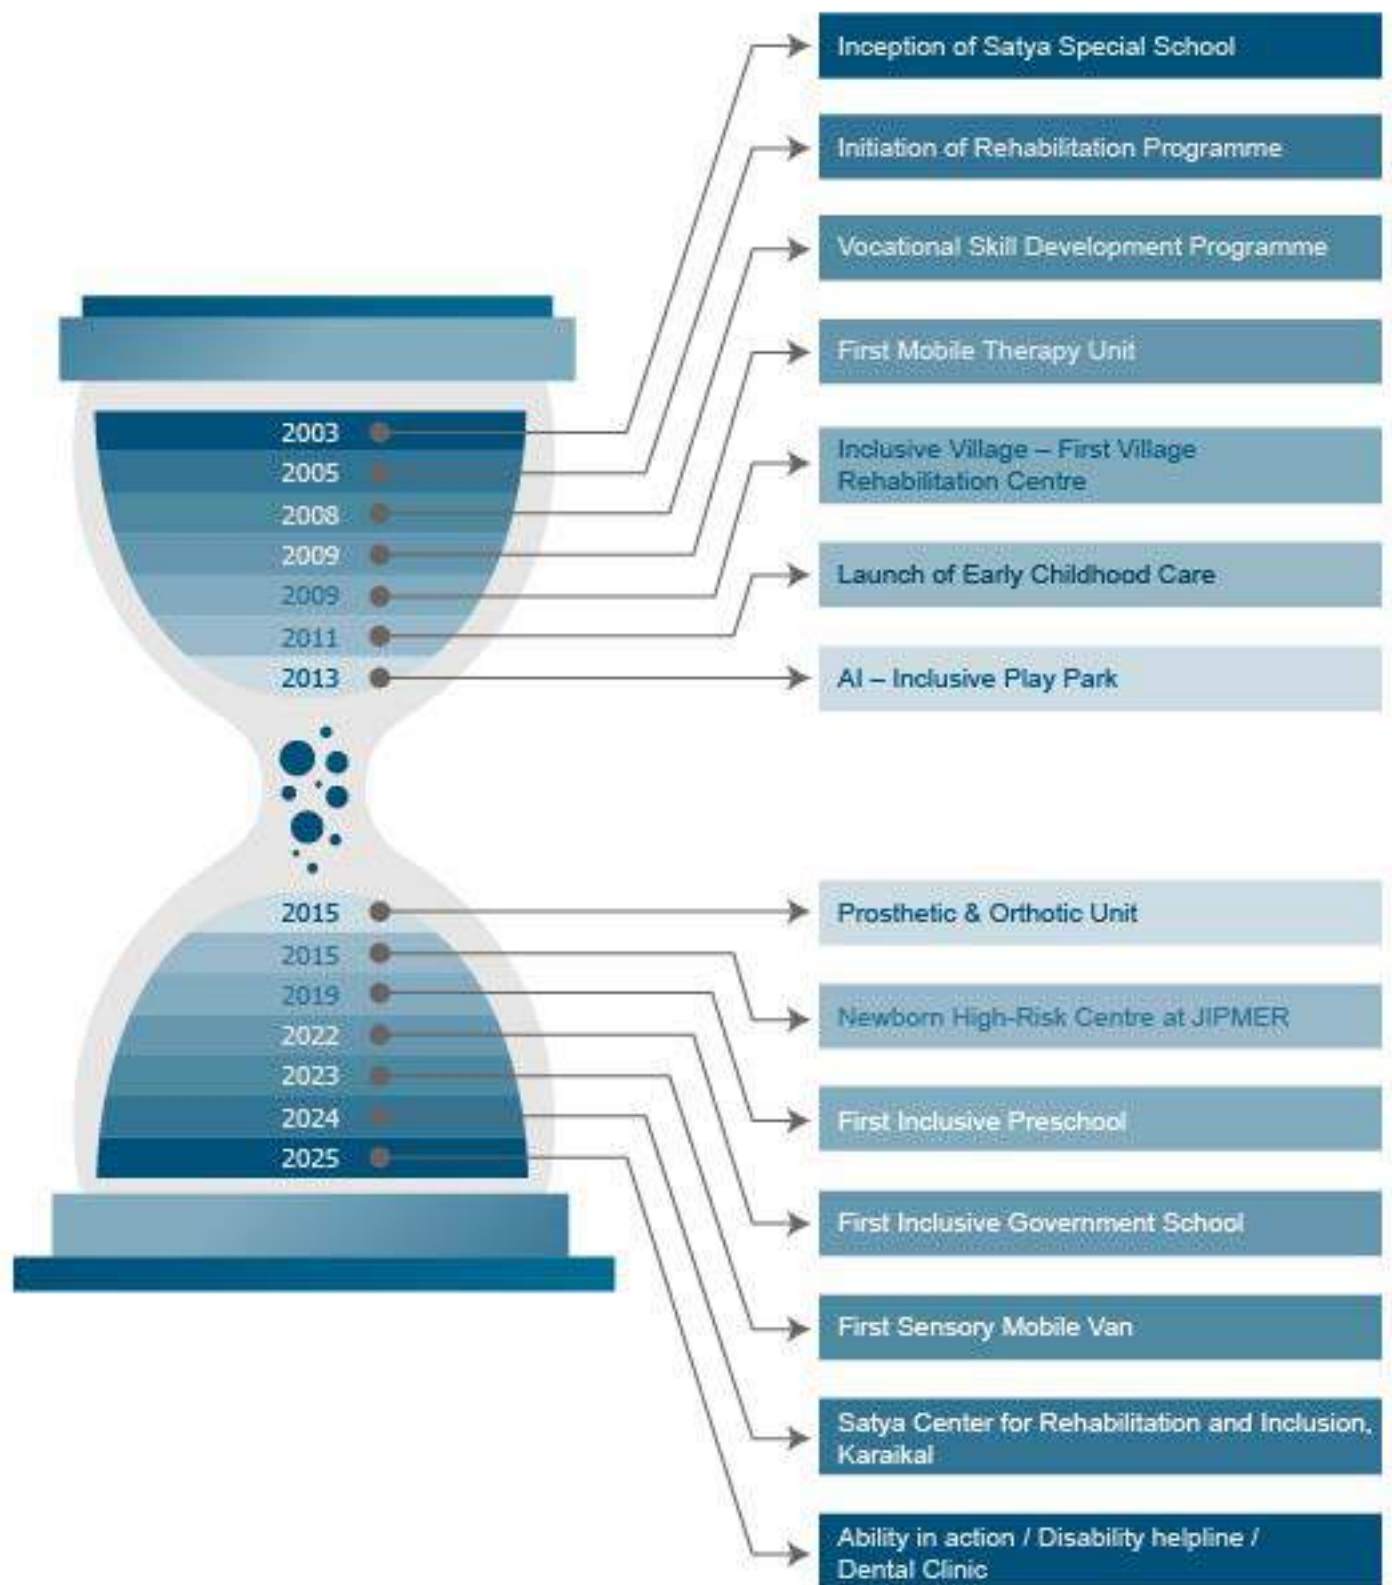 2003
Inception of Satya Special School
2005
Initiation of Rehabilitation Programme
2008
Vocational Skill Development Programme
2009
First Mobile Therapy Unit
2009
Inclusive Village – First Village
Rehabilitation Centre
2011
Launch of Early Childhood Care
2013
AI – Inclusive Play Park
2015
Prosthetic & Orthotic Unit
2015
Newborn High-Risk Centre at JIPMER
2019
First Inclusive Preschool
2022
First Inclusive Government School
2023
First Sensory Mobile Van
2024
Satya Center for Rehabilitation and Inclusion,
Karaikal
2025
Ability in action / Disability helpline /
Dental Clinic